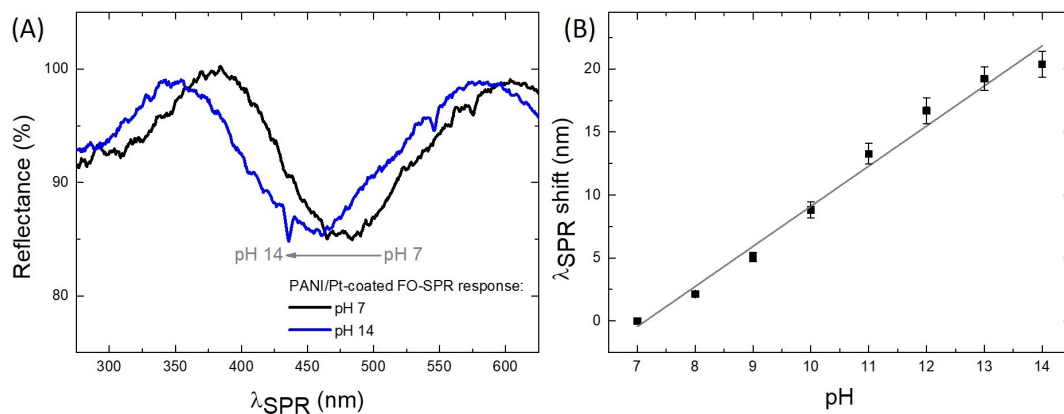 (A)
Reflectance (%)
100
90
80
pH 14
pH 7
PANI/Pt-coated FO-SPR response:
pH 7
pH 14
300
350
400
450
500
550
600
λSPR (nm)
(B)
λSPR shift (nm)
20
15
10
5
0
7
8
9
10
11
12
13
14
pH